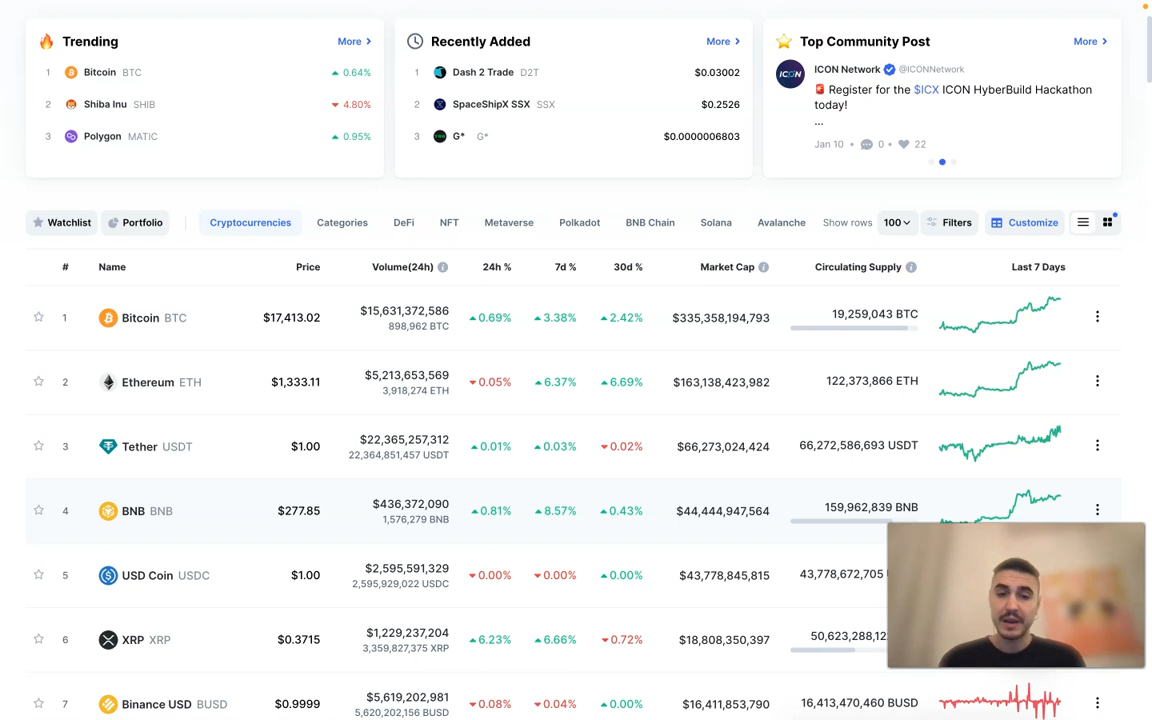 Trending
More >
1 Bitcoin BTC 0.64%
2 Shiba Inu SHIB 4.80%
3 Polygon MATIC 0.95%
Recently Added
More >
1 Dash 2 Trade D2T $0.03002
2 SpaceShipX SSX SSX $0.2526
3 G* G* $0.0000006803
Top Community Post
More >
ICON
ICON Network @ICONNetwork
Register for the $ICX ICON HyberBuild Hackathon
today!
...
Jan 10 • 0 • 22
Watchlist Portfolio Cryptocurrencies Categories DeFi NFT Metaverse Polkadot BNB Chain Solana Avalanche Show rows 100 Filters Customize
# Name Price Volume(24h) 24h % 7d % 30d % Market Cap Circulating Supply Last 7 Days
1 Bitcoin BTC $17,413.02 $15,631,372,586 0.69% 3.38% 2.42% $335,358,194,793 19,259,043 BTC
898,962 BTC
2 Ethereum ETH $1,333.11 $5,213,653,569 0.05% 6.37% 6.69% $163,138,423,982 122,373,866 ETH
3,918,274 ETH
3 Tether USDT $1.00 $22,365,257,312 0.01% 0.03% 0.02% $66,273,024,424 66,272,586,693 USDT
22,364,851,457 USDT
4 BNB BNB $277.85 $436,372,090 0.81% 8.57% 0.43% $44,444,947,564 159,962,839 BNB
1,576,279 BNB
5 USD Coin USDC $1.00 $2,595,591,329 0.00% 0.00% 0.00% $43,778,845,815 43,778,672,705
2,595,929,022 USDC
6 XRP XRP $0.3715 $1,229,237,204 6.23% 6.66% 0.72% $18,808,350,397 50,623,288,12
3,359,827,375 XRP
7 Binance USD BUSD $0.9999 $5,619,202,981 0.08% 0.04% 0.00% $16,411,853,790 16,413,470,460 BUSD
5,620,202,156 BUSD